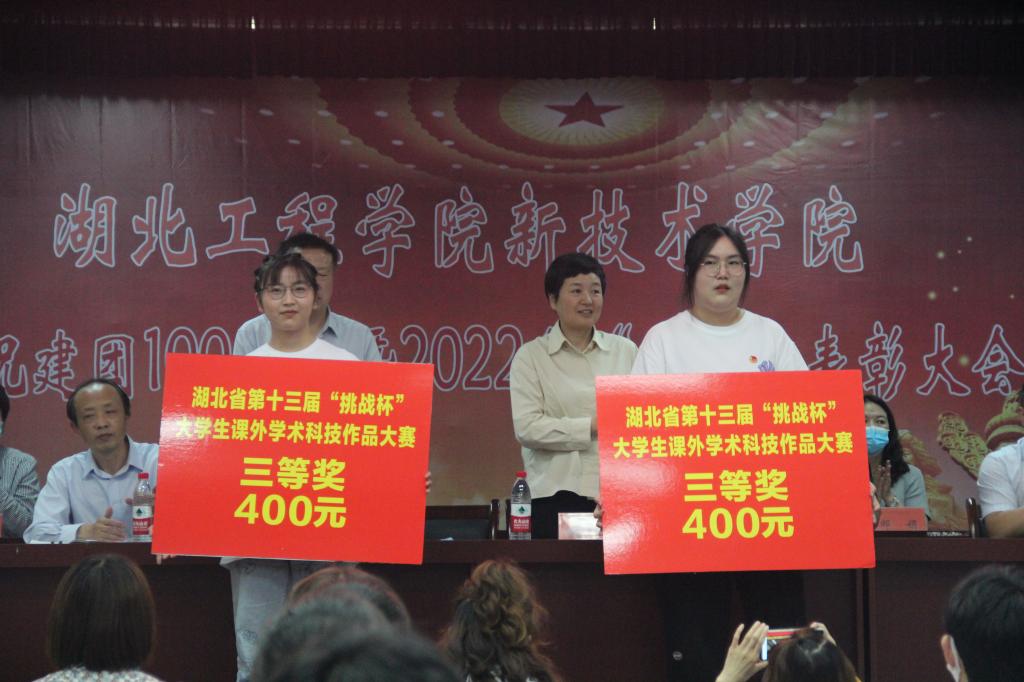 湖北工程学院新技术学院
祝建团100
2022
表彰大会
湖北省第十三届“挑战杯”
大学生课外学术科技作品大赛
三等奖
400元
湖北省第十三届“挑战杯”
大学生课外学术科技作品大赛
三等奖
400元